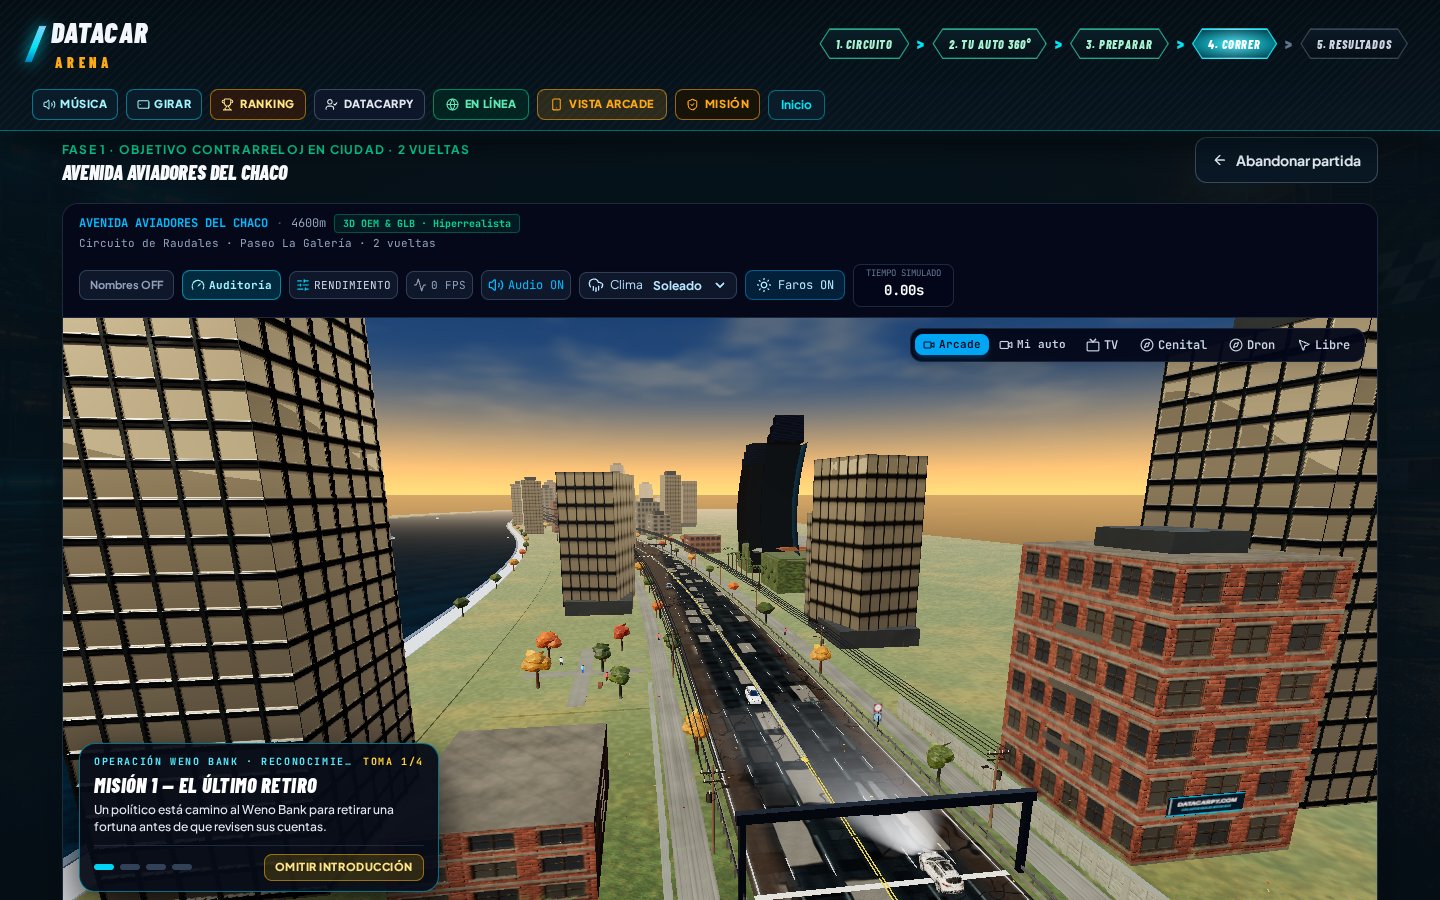 DATACAR
ARENA
1. CIRCUITO > 2. TU AUTO 360° > 3. PREPARAR > 4. CORRER > 5. RESULTADOS
MÚSICA GIRAR RANKING DATACARPY EN LÍNEA VISTA ARCADE MISIÓN Inicio
FASE 1 · OBJETIVO CONTRARRELOJ EN CIUDAD · 2 VUELTAS
AVENIDA AVIADORES DEL CHACO
Abandonar partida
AVENIDA AVIADORES DEL CHACO · 4600m 3D OEM & GLB · Hiperrealista
Circuito de Raudales · Paseo La Galería · 2 vueltas
Nombres OFF Auditoría RENDIMIENTO 0 FPS Audio ON Clima Soleado Faros ON
TIEMPO SIMULADO
0.00s
Arcade Mi auto TV Cenital Dron Libre
OPERACIÓN WENO BANK · RECONOCIMIE… TOMA 1/4
MISIÓN 1 — EL ÚLTIMO RETIRO
Un político está camino al Weno Bank para retirar una
fortuna antes de que revisen sus cuentas.
OMITIR INTRODUCCIÓN
DATACARPY.COM